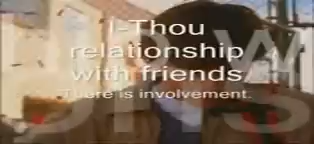 I-Thou
relationship
with friends
There is involvement.